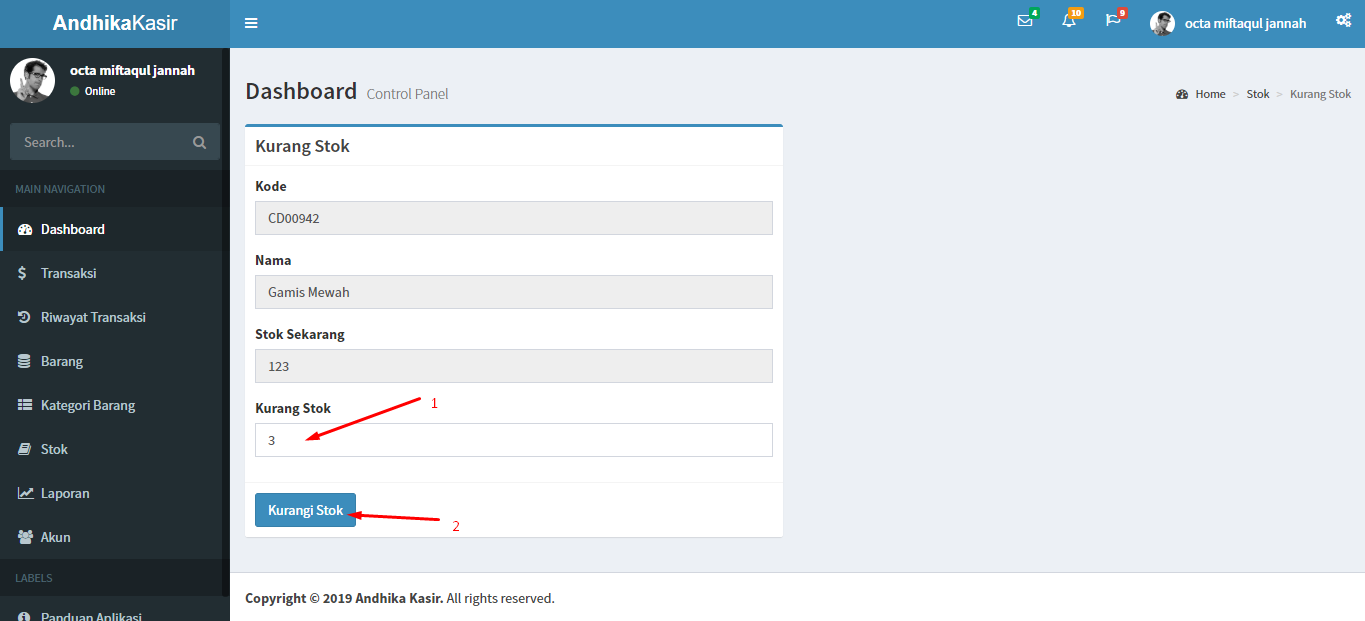 AndhikaKasir
4
10
9
octa miftaqul jannah
octa miftaqul jannah
Online
Search...
MAIN NAVIGATION
Dashboard
Transaksi
Riwayat Transaksi
Barang
Kategori Barang
Stok
Laporan
Akun
LABELS
Panduan Aplikasi
Dashboard Control Panel
Home > Stok > Kurang Stok
Kurang Stok
Kode
CD00942
Nama
Gamis Mewah
Stok Sekarang
123
Kurang Stok
1
3
Kurangi Stok
2
Copyright © 2019 Andhika Kasir. All rights reserved.